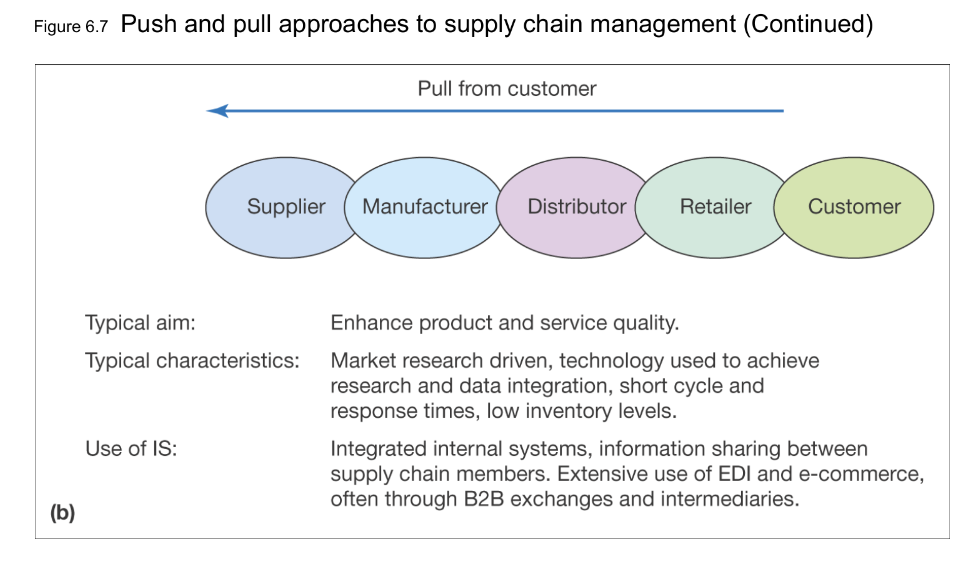 Figure 6.7 Push and pull approaches to supply chain management (Continued)
Pull from customer
Supplier Manufacturer Distributor Retailer Customer
Typical aim: Enhance product and service quality.
Typical characteristics: Market research driven, technology used to achieve
research and data integration, short cycle and
response times, low inventory levels.
Use of IS: Integrated internal systems, information sharing between
supply chain members. Extensive use of EDI and e-commerce,
often through B2B exchanges and intermediaries.
(b)